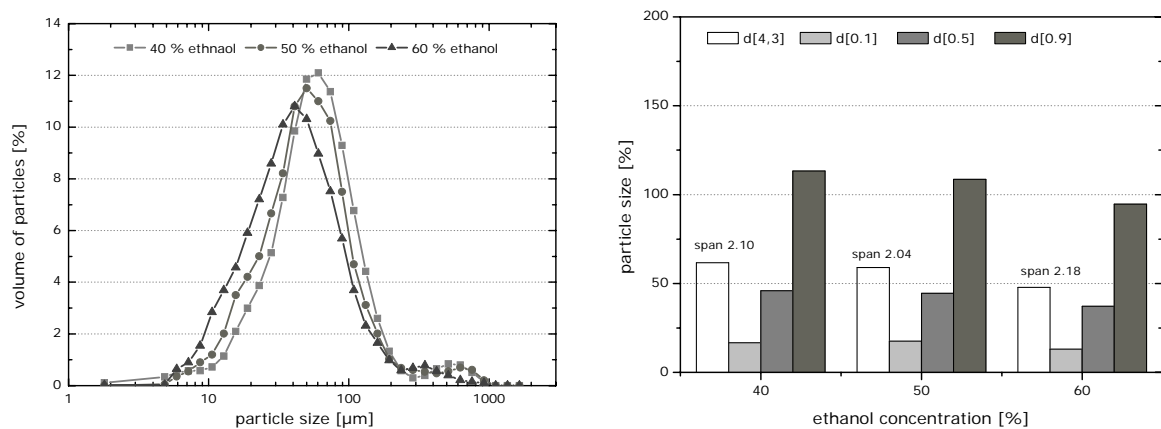 14
12
10
8
6
4
2
0
volume of particles [%]
40 % ethnaol 50 % ethanol 60 % ethanol
1 10 100 1000
particle size [µm]
200
150
100
50
0
particle size [%]
d[4,3] d[0.1] d[0.5] d[0.9]
span 2.10
span 2.04
span 2.18
40 50 60
ethanol concentration [%]